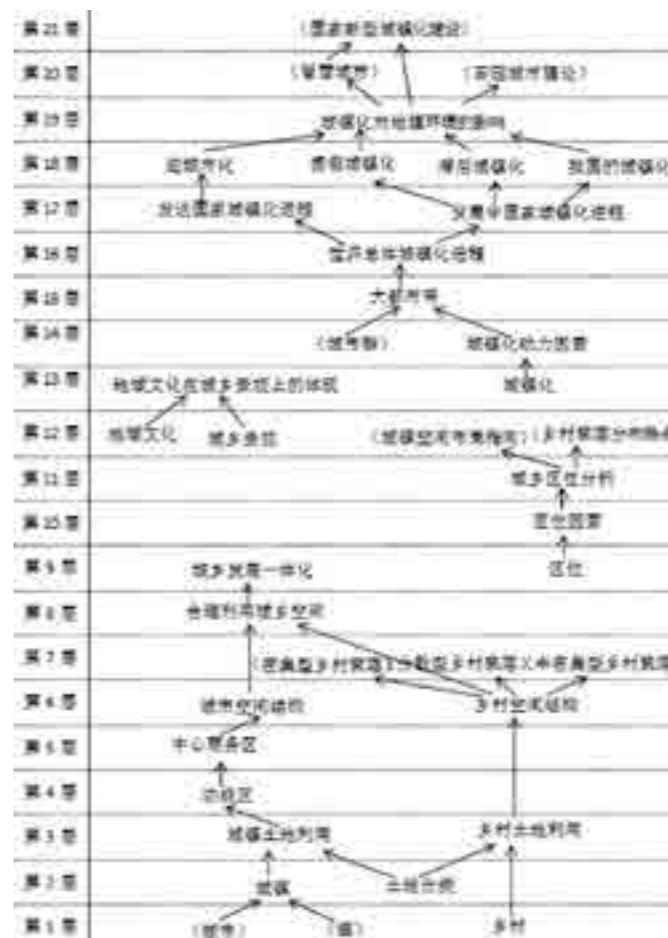 第21层 (国家新型城镇化建设)
第20层 (智慧城市) (田园城市理论)
第19层 城镇化对地理环境的影响
第18层 逆城市化 虚假城镇化 滞后城镇化 我国的城镇化
第17层 发达国家城镇化进程 发展中国家城镇化进程
第16层 世界总体城镇化进程
第15层 大都市带
第14层 (城市群) 城镇化动力因素
第13层 地域文化在城乡景观上的体现 城镇化
第12层 地域文化 城乡景观 (城镇空间布局指向) (乡村聚落分布特点
第11层 城乡区位分析
第10层 区位因素
第9层 城乡发展一体化 区位
第8层 合理利用城乡空间
第7层 (密集型乡村聚落)(分散型乡村聚落)(半密集型乡村聚落
第6层 城市空间结构 乡村空间结构
第5层 中心商务区
第4层 功能区
第3层 城镇土地利用 乡村土地利用
第2层 城镇 土地价格
第1层 (城市) (镇) 乡村